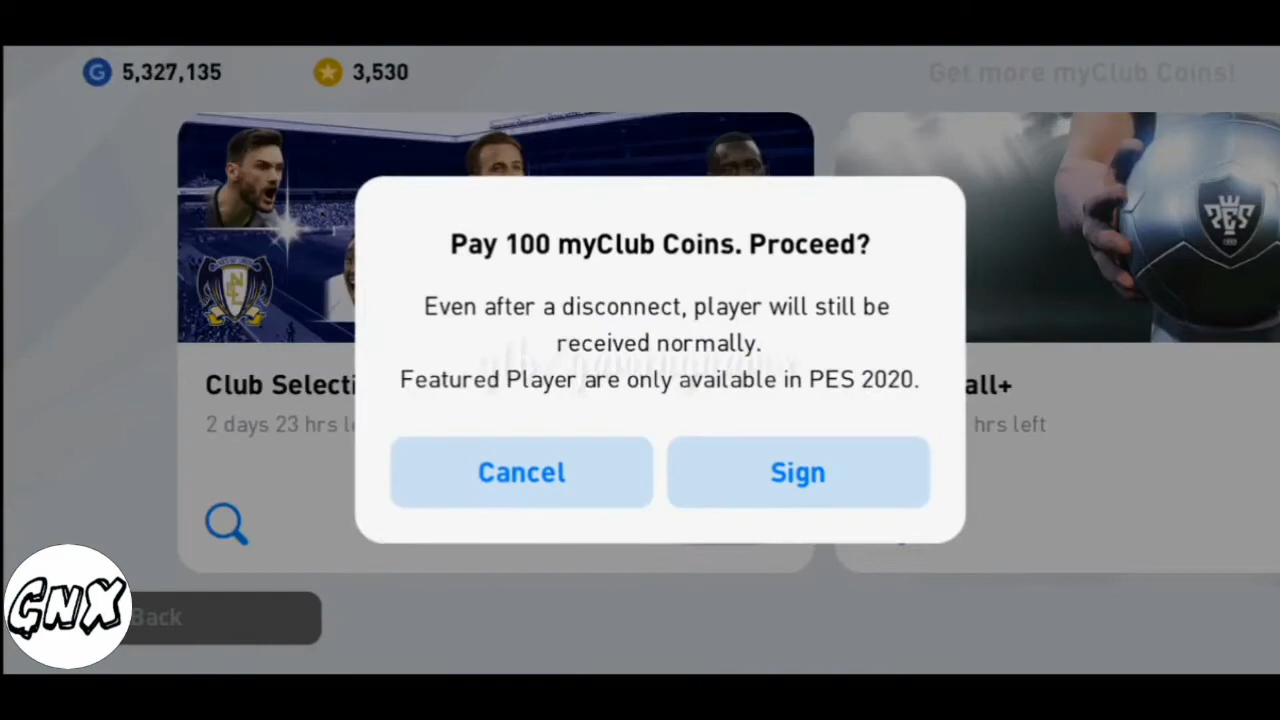 G 5,327,135
3,530
Get more myClub Coins!
Pay 100 myClub Coins. Proceed?
Even after a disconnect, player will still be
received normally.
Featured Player are only available in PES 2020.
Cancel
Sign
Club Selecti
2 days 23 hrs l
all+
hrs left
PES
GNX
Back